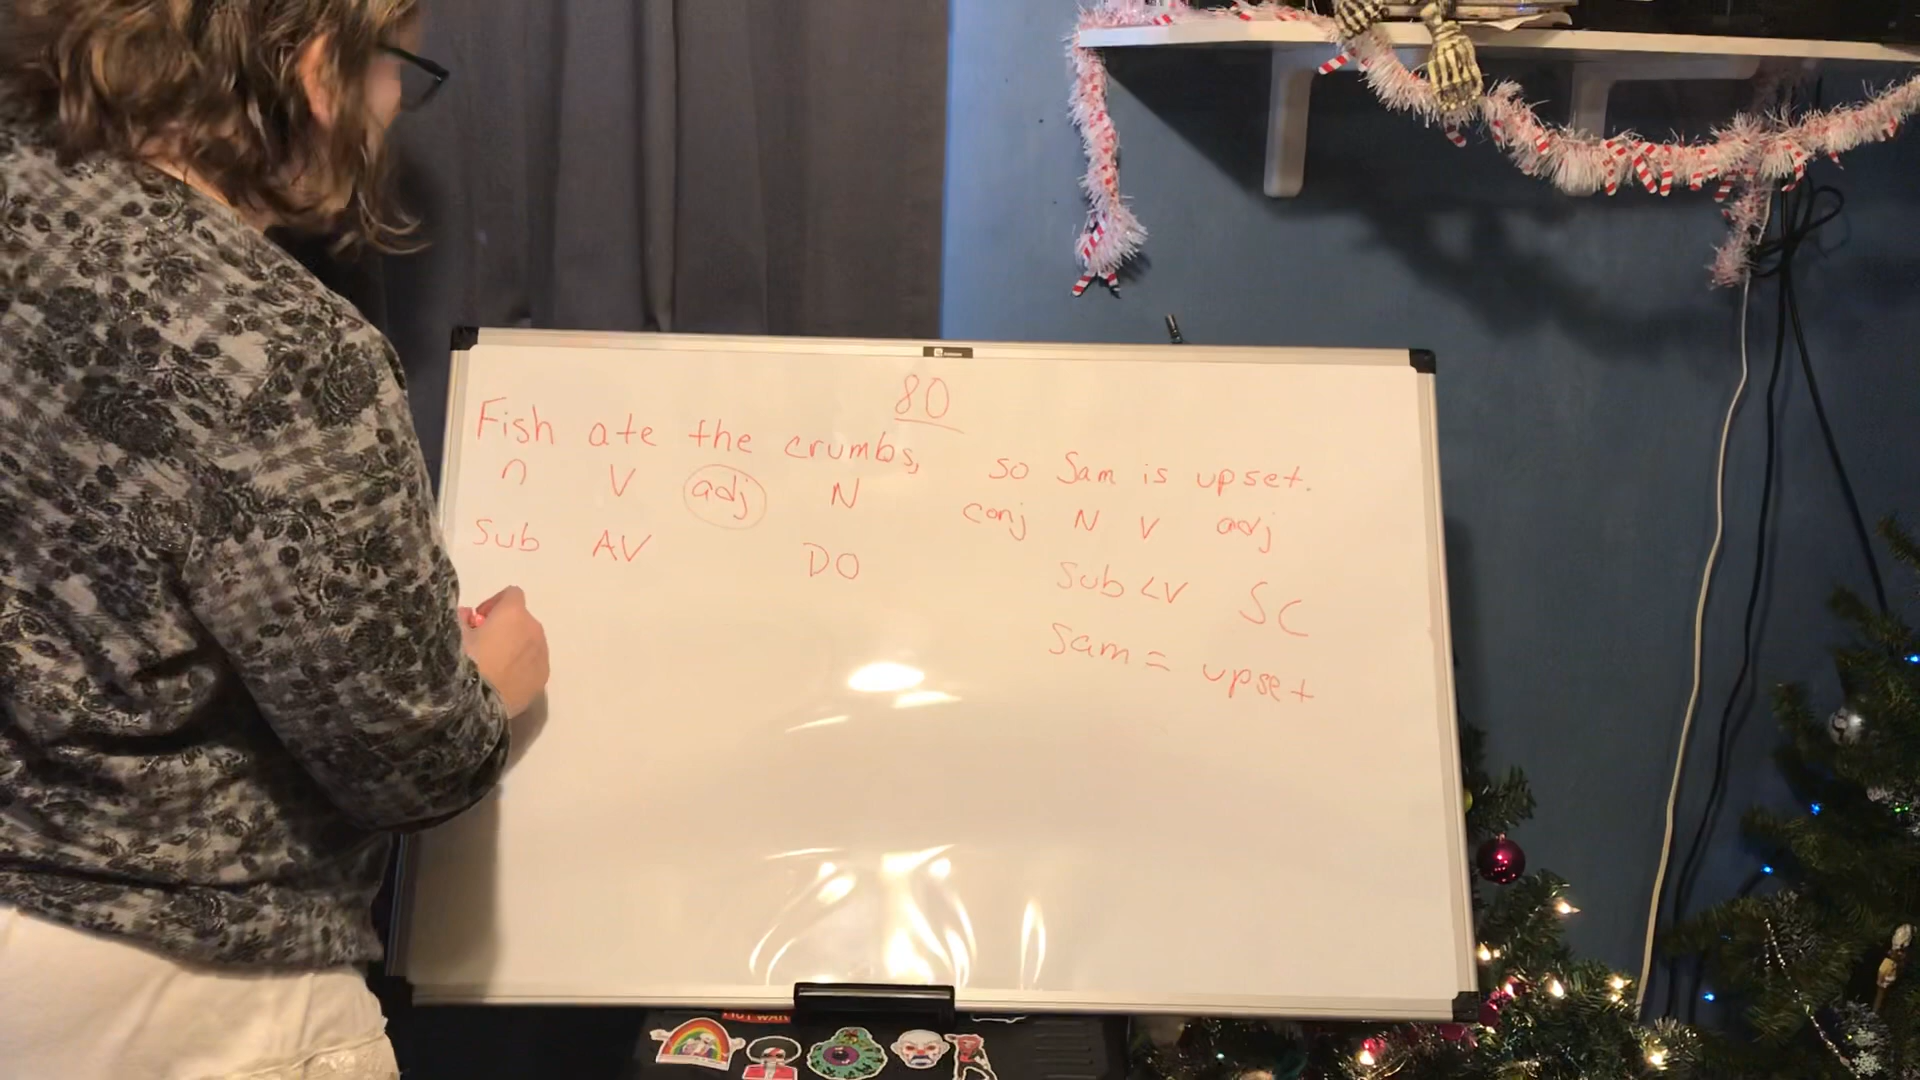 80
Fish ate the crumbs, so Sam is upset.
n V adj N conj N V adj
Sub AV DO Sub LV SC
Sam = upset